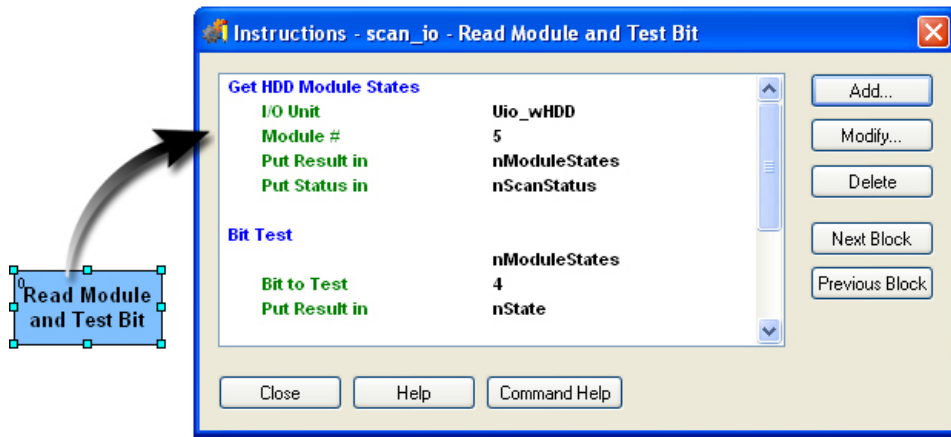 Instructions - scan_io - Read Module and Test Bit
Get HDD Module States
I/O Unit Uio_wHDD
Module # 5
Put Result in nModuleStates
Put Status in nScanStatus
Bit Test
nModuleStates
Bit to Test 4
Put Result in nState
Add...
Modify...
Delete
Next Block
Previous Block
Close Help Command Help
0
Read Module
and Test Bit